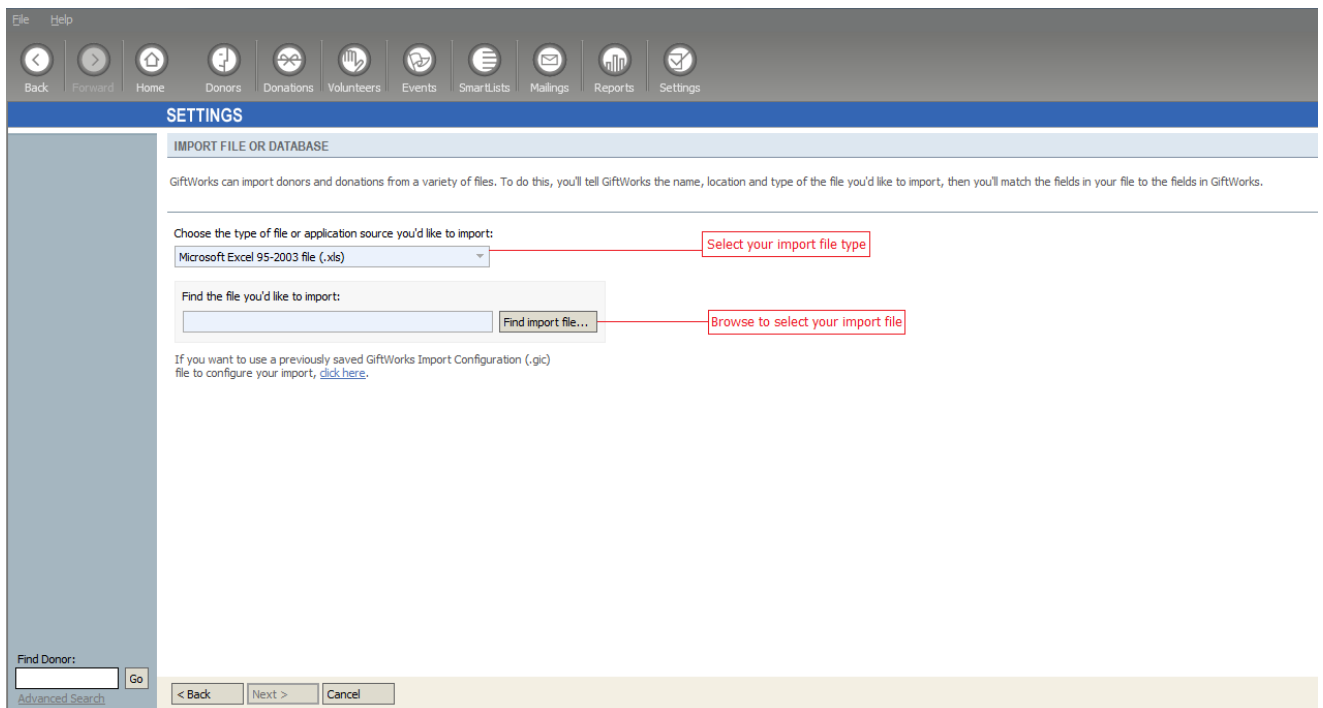 File Help
Back Forward Home Donors Donations Volunteers Events SmartLists Mailings Reports Settings
SETTINGS
IMPORT FILE OR DATABASE
GiftWorks can import donors and donations from a variety of files. To do this, you'll tell GiftWorks the name, location and type of the file you'd like to import, then you'll match the fields in your file to the fields in GiftWorks.
Choose the type of file or application source you'd like to import:
Select your import file type
Microsoft Excel 95-2003 file (.xls)
Find the file you'd like to import:
Find import file...
Browse to select your import file
If you want to use a previously saved GiftWorks Import Configuration (.gic)
file to configure your import, click here.
Find Donor:
Go
Advanced Search
< Back Next > Cancel